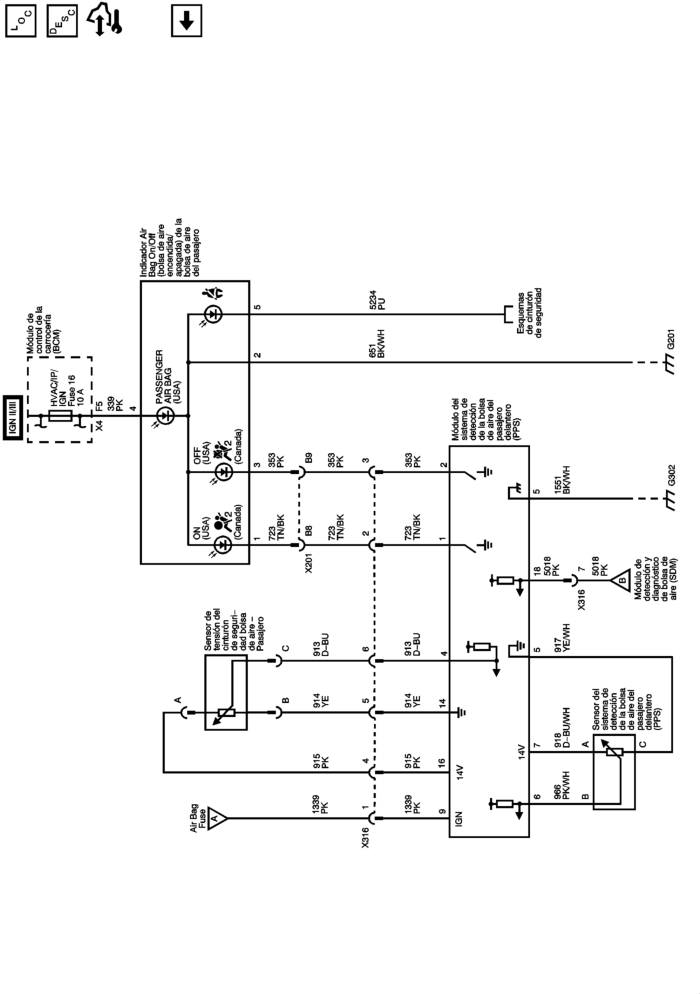 L O C
D E S C
IGN II/III
Módulo de
control de la
carrocería
(BCM)
HVAC/IP/
IGN
Fuse 16
10 A
X4
F5
339
PK
4
Indicador Air
Bag On/Off
(bolsa de aire
encendida/
apagada) de la
bolsa de aire
del pasajero
ON
(USA)
2
(Canada)
OFF
(USA)
2
(Canada)
PASSENGER
AIR BAG
(USA)
1
3
2
5
723
TN/BK
353
PK
651
BK/WH
5234
PU
X201
B8
B9
723
TN/BK
353
PK
Esquemas
de cinturón
de seguridad
G201
Air Bag
Fuse
A
Sensor de
tensión del
cinturón
de seguri–
dad bolsa
de aire –
Pasajero
A
B
C
1339
PK
915
PK
914
YE
913
D–BU
X316
1
4
5
6
2
3
1339
PK
915
PK
914
YE
913
D–BU
723
TN/BK
353
PK
9
16
14
4
1
2
IGN
14V
Módulo del
sistema de
detección
de la bolsa
de aire del
pasajero
delantero
(PPS)
14V
6
7
5
18
5
966
PK/WH
918
D–BU/WH
917
YE/WH
5018
PK
1551
BK/WH
X316
7
5018
PK
B
Módulo de
detección y
diagnóstico
de bolsa de
aire (SDM)
G302
B
A
C
Sensor del
sistema de
detección
de la bolsa
de aire del
pasajero
delantero
(PPS)